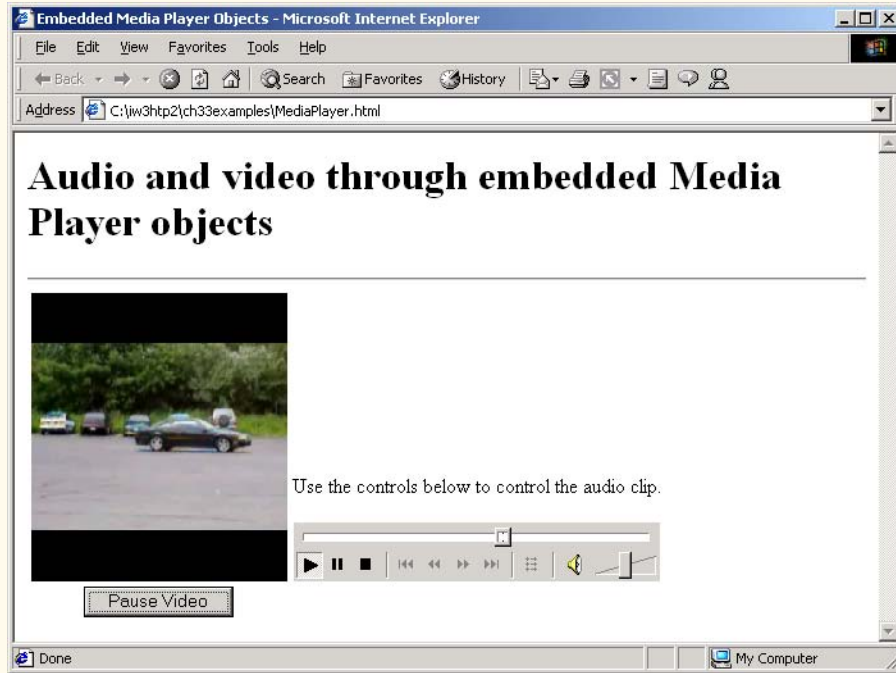 Embedded Media Player Objects - Microsoft Internet Explorer
File Edit View Favorites Tools Help
Back Search Favorites History
Address C:\iw3htp2\ch33examples\MediaPlayer.html
Audio and video through embedded Media
Player objects
Use the controls below to control the audio clip.
Pause Video
Done My Computer